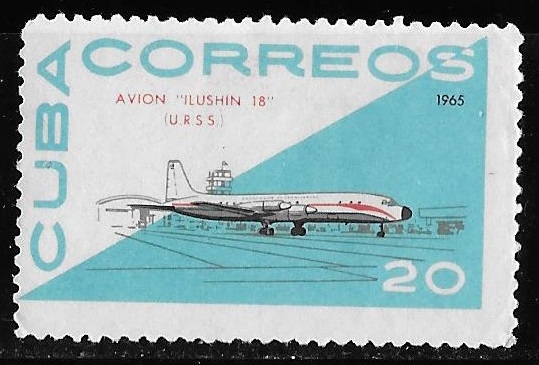 CUBA
CORREOS
AVION "ILUSHIN 18"
(U.R.S.S.)
1965
20